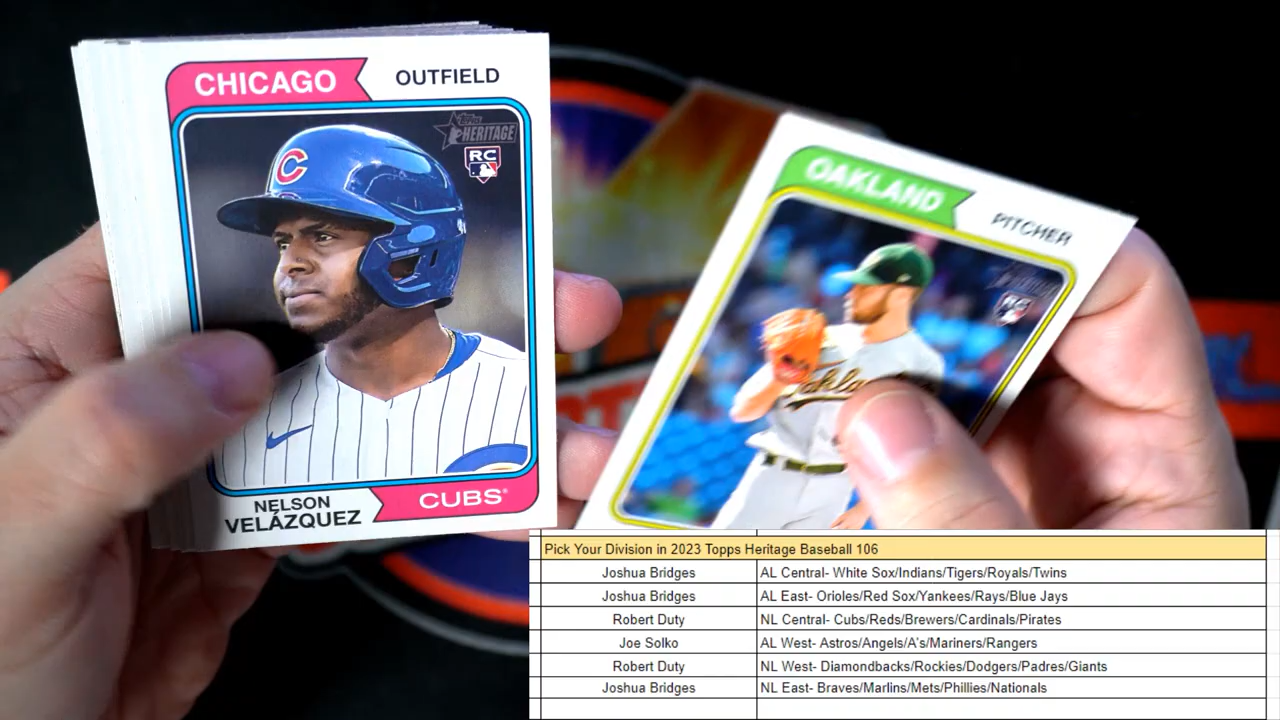 CHICAGO
OUTFIELD
Topps
HERITAGE
RC
C
NELSON
VELÁZQUEZ
CUBS
OAKLAND
PITCHER
RC
Oakla
Pick Your Division in 2023 Topps Heritage Baseball 106
Joshua Bridges AL Central- White Sox/Indians/Tigers/Royals/Twins
Joshua Bridges AL East- Orioles/Red Sox/Yankees/Rays/Blue Jays
Robert Duty NL Central- Cubs/Reds/Brewers/Cardinals/Pirates
Joe Solko AL West- Astros/Angels/A's/Mariners/Rangers
Robert Duty NL West- Diamondbacks/Rockies/Dodgers/Padres/Giants
Joshua Bridges NL East- Braves/Marlins/Mets/Phillies/Nationals